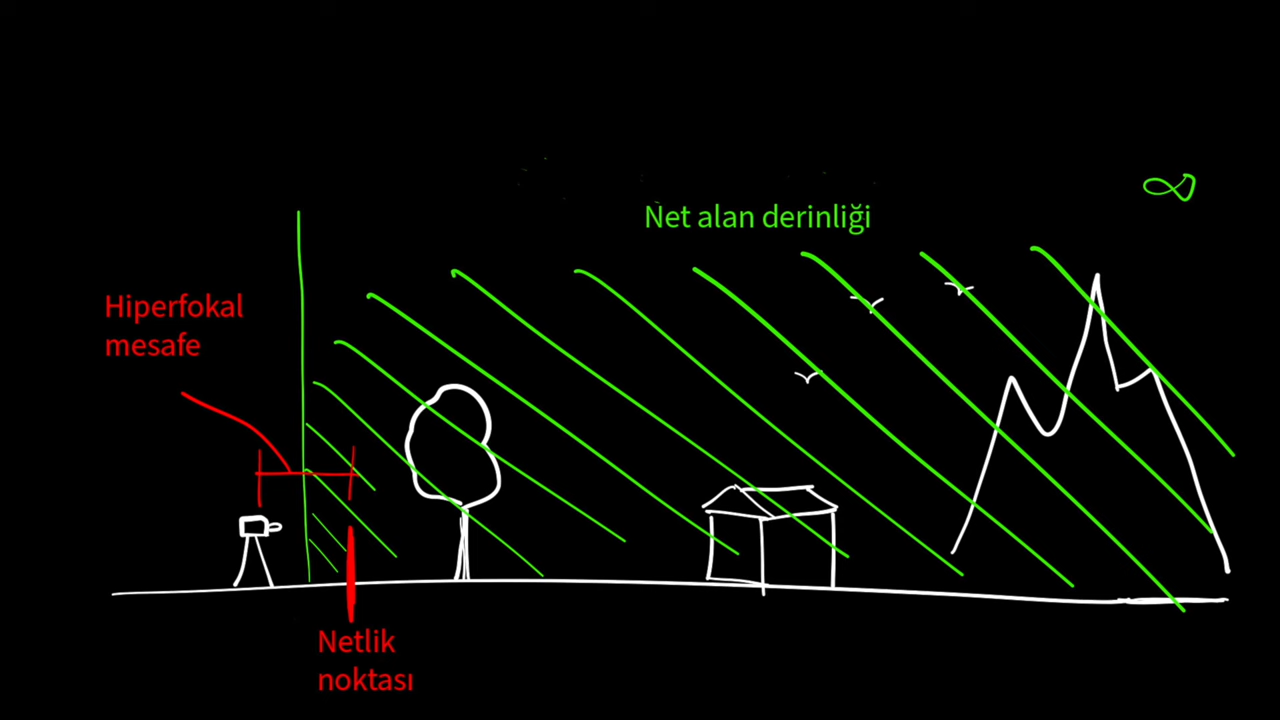 ∞
Net alan derinliği
Hiperfokal
mesafe
Netlik
noktası